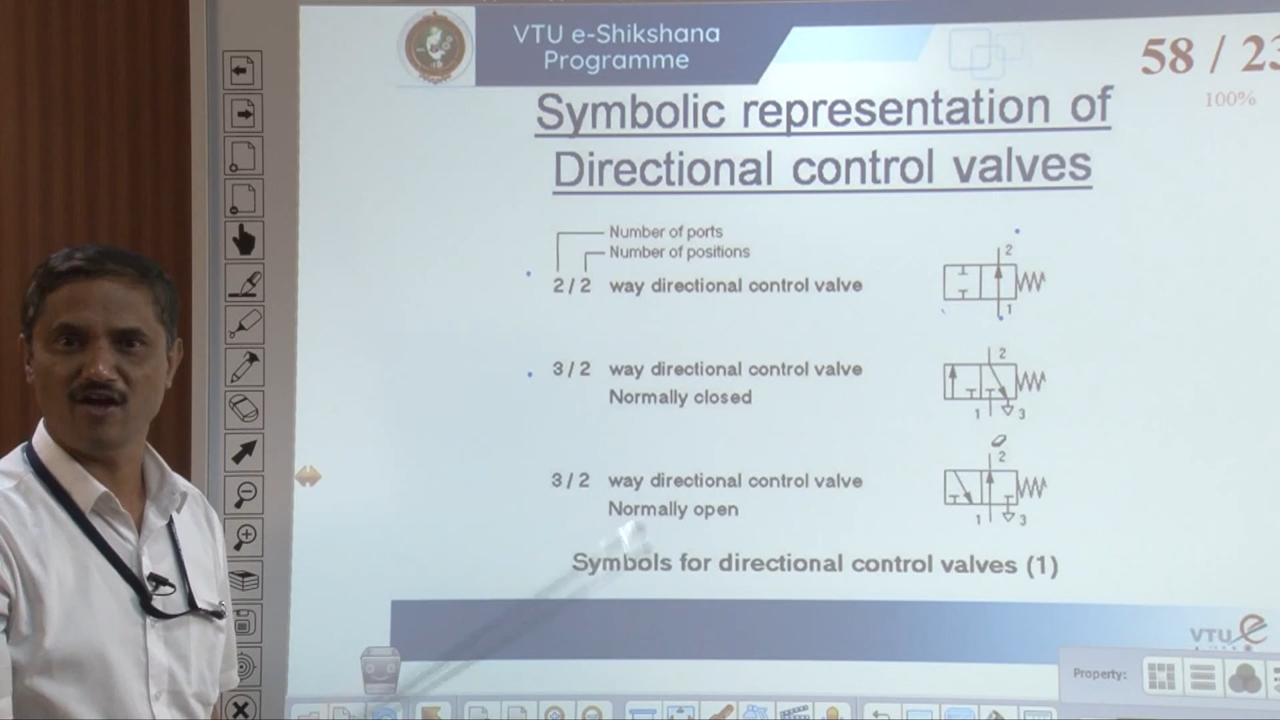 VTU e-Shikshana
Programme
58 / 23
100%
Symbolic representation of
Directional control valves
Number of ports
Number of positions
2 / 2 way directional control valve
2
1
3 / 2 way directional control valve
Normally closed
2
1 3
3 / 2 way directional control valve
Normally open
2
1 3
Symbols for directional control valves (1)
VTU e
Property: